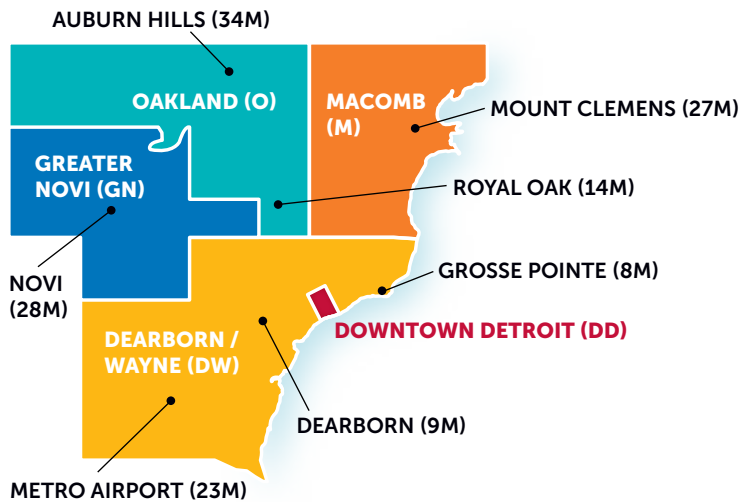 AUBURN HILLS (34M)
OAKLAND (O)
MACOMB
(M)
MOUNT CLEMENS (27M)
GREATER
NOVI (GN)
ROYAL OAK (14M)
NOVI
(28M)
GROSSE POINTE (8M)
DOWNTOWN DETROIT (DD)
DEARBORN /
WAYNE (DW)
DEARBORN (9M)
METRO AIRPORT (23M)